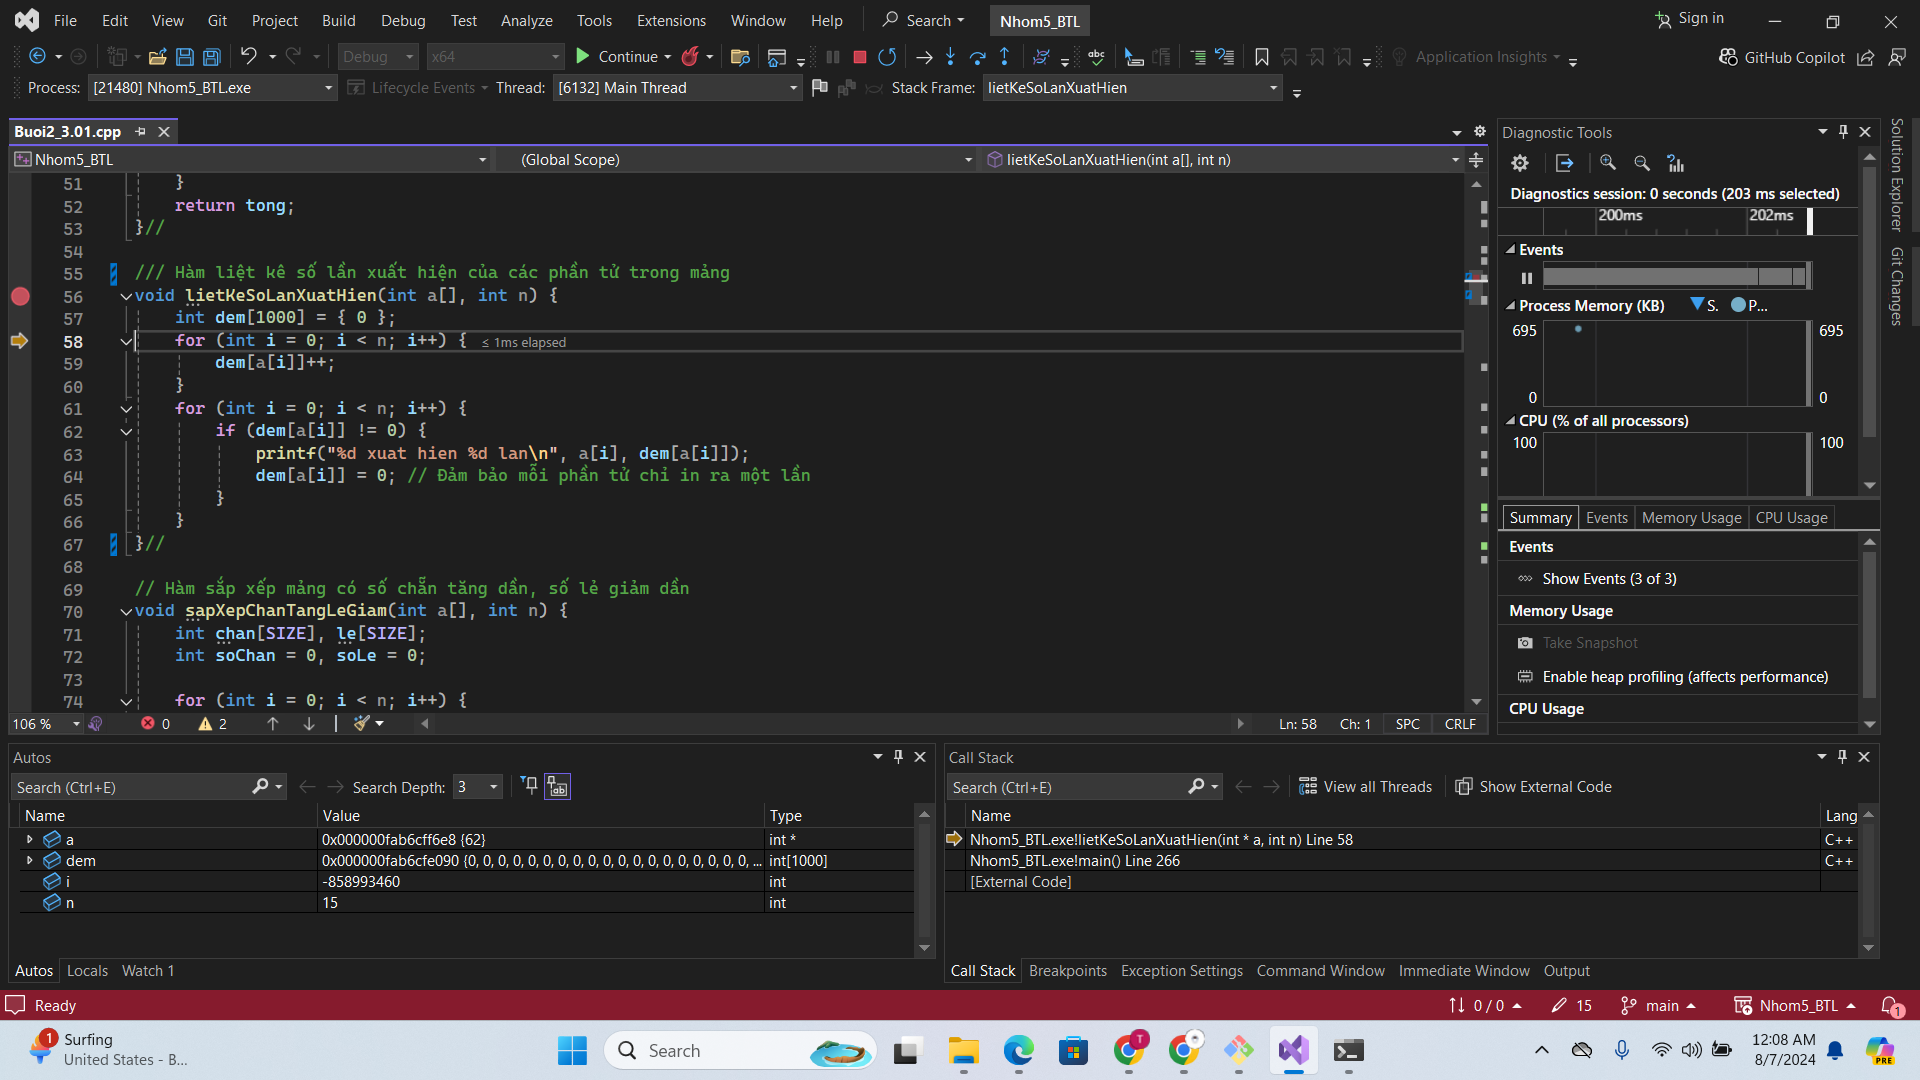 File Edit View Git Project Build Debug Test Analyze Tools Extensions Window Help Search Nhom5_BTL Sign in
Debug x64 Continue Application Insights GitHub Copilot
Process: [21480] Nhom5_BTL.exe Lifecycle Events Thread: [6132] Main Thread Stack Frame: lietKeSoLanXuatHien
Buoi2_3.01.cpp
Nhom5_BTL (Global Scope) lietKeSoLanXuatHien(int a[], int n)
51 }
52 return tong;
53 }//
54
55 /// Hàm liệt kê số lần xuất hiện của các phần tử trong mảng
56 void lietKeSoLanXuatHien(int a[], int n) {
57 int dem[1000] = { 0 };
58 for (int i = 0; i < n; i++) { ≤ 1ms elapsed
59 dem[a[i]]++;
60 }
61 for (int i = 0; i < n; i++) {
62 if (dem[a[i]] != 0) {
63 printf("%d xuat hien %d lan\n", a[i], dem[a[i]]);
64 dem[a[i]] = 0; // Đảm bảo mỗi phần tử chỉ in ra một lần
65 }
66 }
67 }//
68
69 // Hàm sắp xếp mảng có số chẵn tăng dần, số lẻ giảm dần
70 void sapXepChanTangLeGiam(int a[], int n) {
71 int chan[SIZE], le[SIZE];
72 int soChan = 0, soLe = 0;
73
74 for (int i = 0; i < n; i++) {
106 % 0 2 Ln: 58 Ch: 1 SPC CRLF
Diagnostic Tools
Diagnostics session: 0 seconds (203 ms selected)
200ms 202ms
Events
Process Memory (KB) S. P...
695 695
0 0
CPU (% of all processors)
100 100
Summary Events Memory Usage CPU Usage
Events
Show Events (3 of 3)
Memory Usage
Take Snapshot
Enable heap profiling (affects performance)
CPU Usage
Solution Explorer
Git Changes
Autos
Search (Ctrl+E) Search Depth: 3
Name Value Type
a 0x000000fab6cff6e8 {62} int *
dem 0x000000fab6cfe090 {0, 0, 0, 0, 0, 0, 0, 0, 0, 0, 0, 0, 0, 0, 0, 0, 0, 0, 0, ... int[1000]
i -858993460 int
n 15 int
Autos Locals Watch 1
Call Stack
Search (Ctrl+E) View all Threads Show External Code
Name Lang
Nhom5_BTL.exe!lietKeSoLanXuatHien(int * a, int n) Line 58 C++
Nhom5_BTL.exe!main() Line 266 C++
[External Code]
Call Stack Breakpoints Exception Settings Command Window Immediate Window Output
Ready 0 / 0 15 main Nhom5_BTL 1
1 Surfing
United States - B...
Search
T
PRE
12:08 AM
8/7/2024